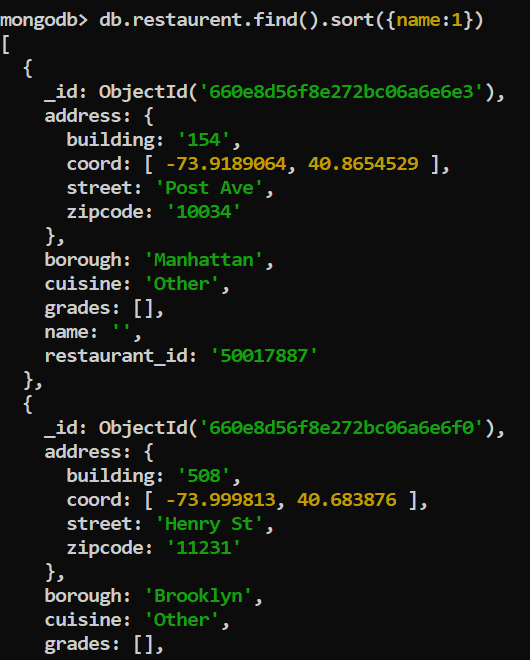 mongodb> db.restaurent.find().sort({name:1})
[
  {
    _id: ObjectId('660e8d56f8e272bc06a6e6e3'),
    address: {
      building: '154',
      coord: [ -73.9189064, 40.8654529 ],
      street: 'Post Ave',
      zipcode: '10034'
    },
    borough: 'Manhattan',
    cuisine: 'Other',
    grades: [],
    name: '',
    restaurant_id: '50017887'
  },
  {
    _id: ObjectId('660e8d56f8e272bc06a6e6f0'),
    address: {
      building: '508',
      coord: [ -73.999813, 40.683876 ],
      street: 'Henry St',
      zipcode: '11231'
    },
    borough: 'Brooklyn',
    cuisine: 'Other',
    grades: [],